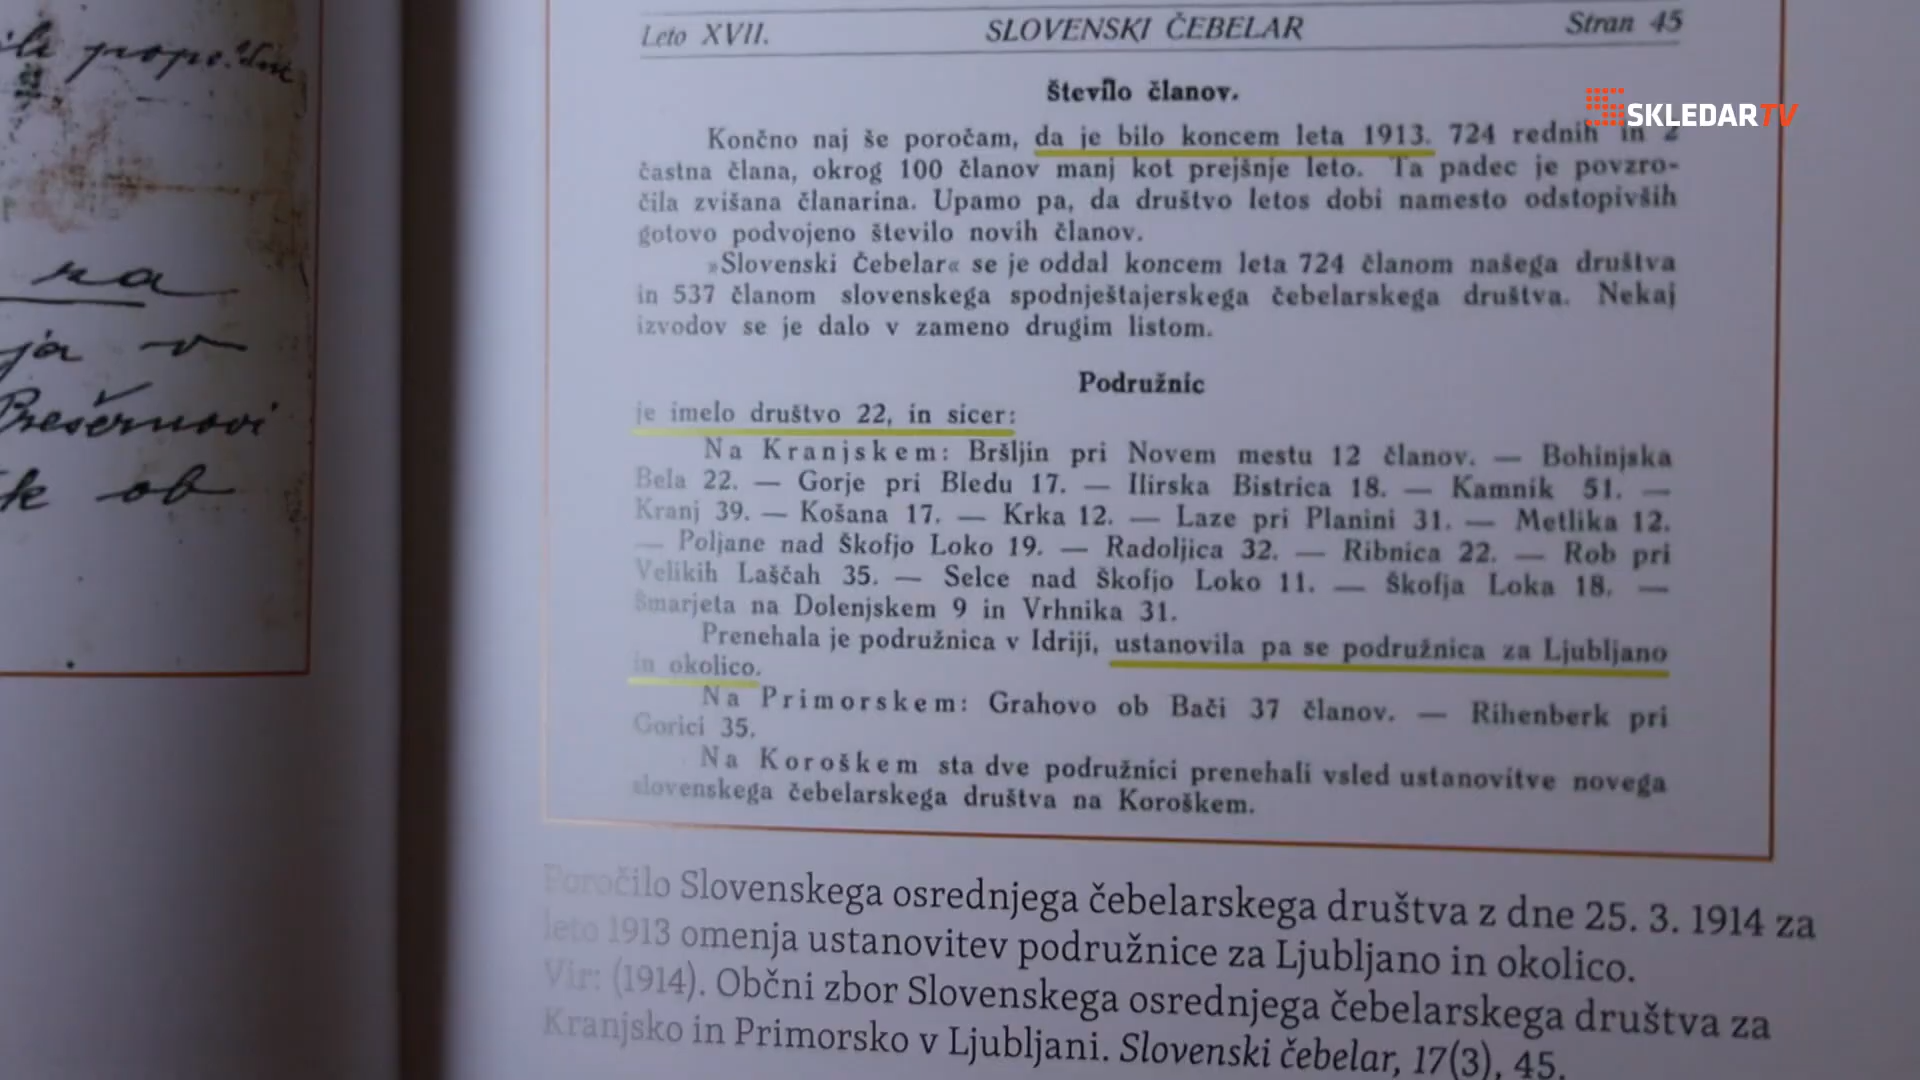 na
ja v
Prešernovi
ob
Leto XVII. SLOVENSKI ČEBELAR Stran 45
SKLEDARTV
Število članov.
Končno naj še poročam, da je bilo koncem leta 1913. 724 rednih in 2
častna člana, okrog 100 članov manj kot prejšnje leto. Ta padec je povzro-
čila zvišana članarina. Upamo pa, da društvo letos dobi namesto odstopivših
gotovo podvojeno število novih članov.
»Slovenski Čebelar« se je oddal koncem leta 724 članom našega društva
in 537 članom slovenskega spodnještajerskega čebelarskega društva. Nekaj
izvodov se je dalo v zameno drugim listom.
Podružnic
je imelo društvo 22, in sicer:
Na Kranjskem: Bršljin pri Novem mestu 12 članov. — Bohinjska
Bela 22. — Gorje pri Bledu 17. — Ilirska Bistrica 18. — Kamnik 51. —
Kranj 39. — Košana 17. — Krka 12. — Laze pri Planini 31. — Metlika 12.
— Poljane nad Škofjo Loko 19. — Radoljica 32. — Ribnica 22. — Rob pri
Velikih Laščah 35. — Selce nad Škofjo Loko 11. — Škofja Loka 18. —
Šmarjeta na Dolenjskem 9 in Vrhnika 31.
Prenehala je podružnica v Idriji, ustanovila pa se podružnica za Ljubljano
in okolico.
Na Primorskem: Grahovo ob Bači 37 članov. — Rihenberk pri
Gorici 35.
Na Koroškem sta dve podružnici prenehali vsled ustanovitve novega
slovenskega čebelarskega društva na Koroškem.
Poročilo Slovenskega osrednjega čebelarskega društva z dne 25. 3. 1914 za
leto 1913 omenja ustanovitev podružnice za Ljubljano in okolico.
Vir: (1914). Občni zbor Slovenskega osrednjega čebelarskega društva za
Kranjsko in Primorsko v Ljubljani. Slovenski čebelar, 17(3), 45.